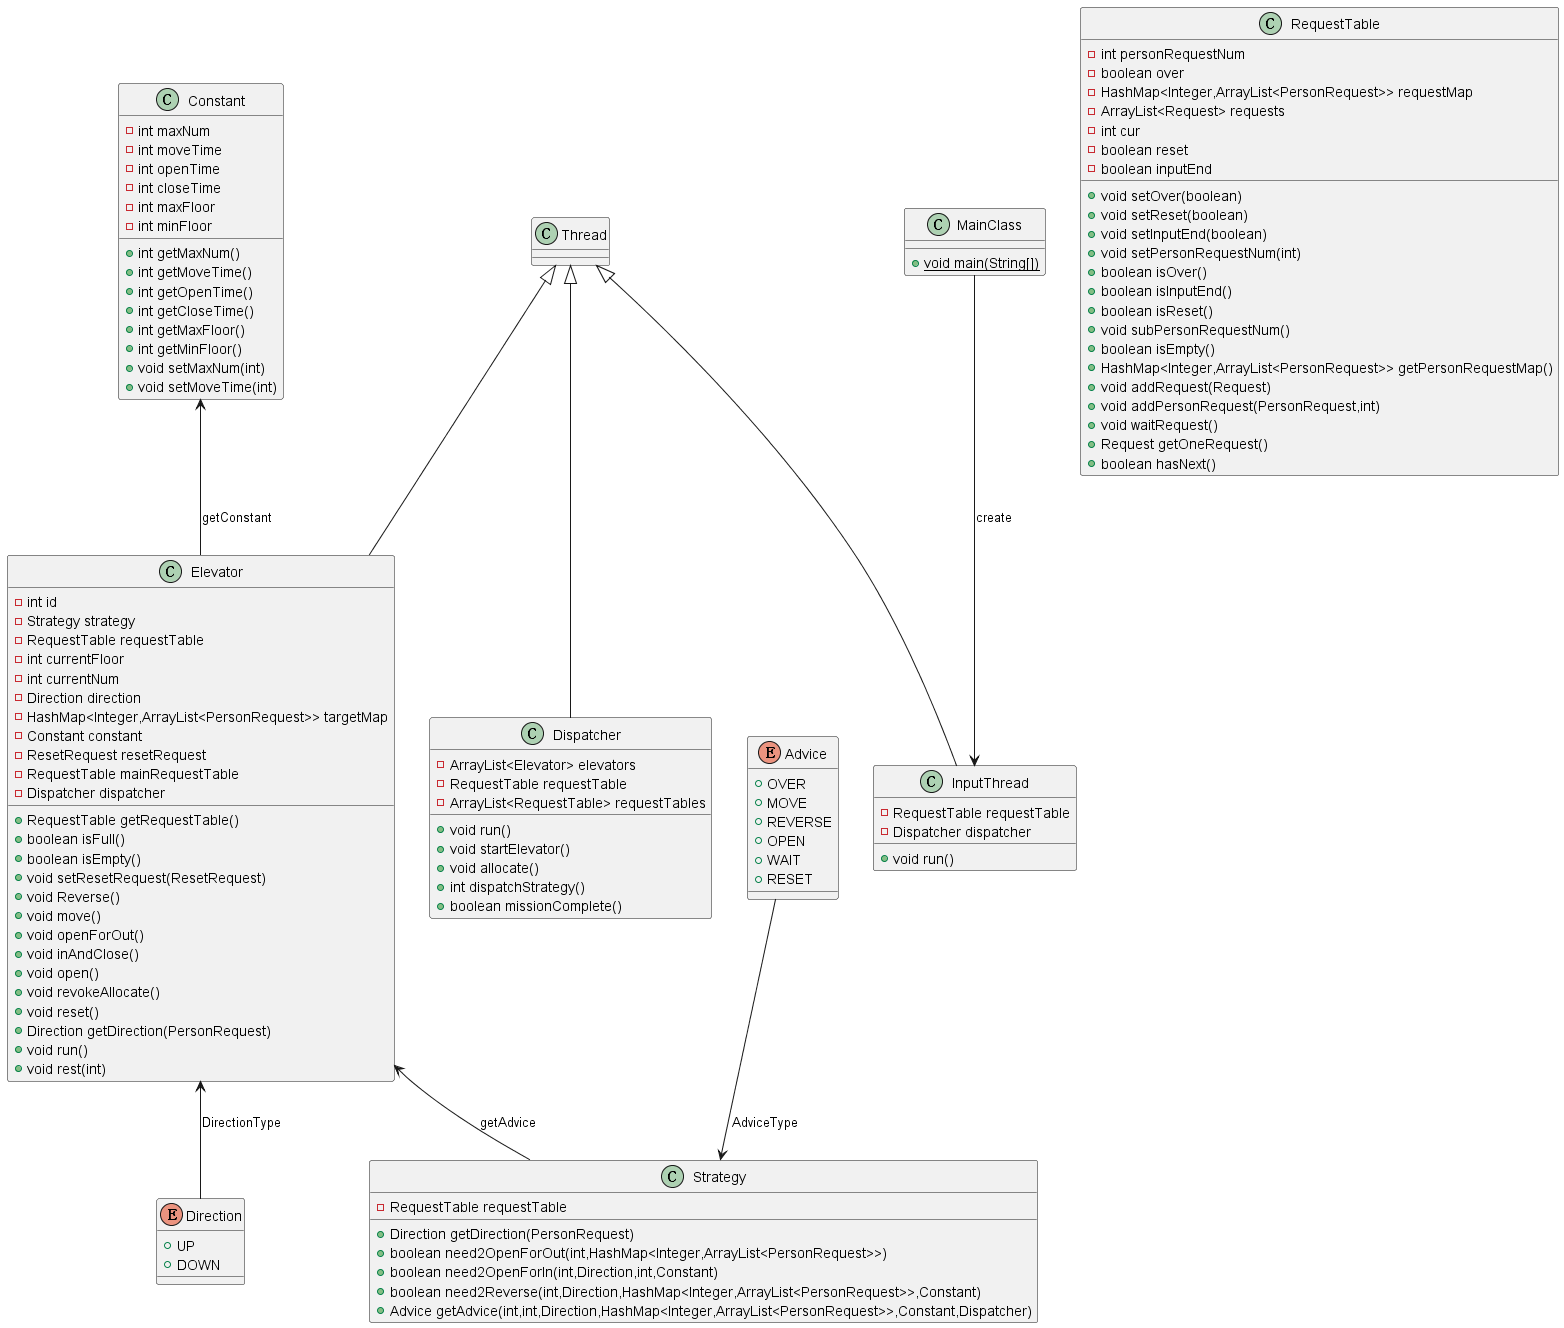 RequestTable
int personRequestNum
boolean over
HashMap<Integer,ArrayList<PersonRequest>> requestMap
ArrayList<Request> requests
int cur
boolean reset
boolean inputEnd
void setOver(boolean)
void setReset(boolean)
void setInputEnd(boolean)
void setPersonRequestNum(int)
boolean isOver()
boolean isInputEnd()
boolean isReset()
void subPersonRequestNum()
boolean isEmpty()
HashMap<Integer,ArrayList<PersonRequest>> getPersonRequestMap()
void addRequest(Request)
void addPersonRequest(PersonRequest,int)
void waitRequest()
Request getOneRequest()
boolean hasNext()
C Constant
int maxNum
int moveTime
int openTime
int closeTime
int maxFloor
int minFloor
int getMaxNum()
int getMoveTime()
int getOpenTime()
int getCloseTime()
int getMaxFloor()
int getMinFloor()
void setMaxNum(int)
void setMoveTime(int)
C Thread
C MainClass
void main(String[])
getConstant
create
C Elevator
int id
Strategy strategy
RequestTable requestTable
int currentFloor
int currentNum
Direction direction
HashMap<Integer,ArrayList<PersonRequest>> targetMap
Constant constant
ResetRequest resetRequest
RequestTable mainRequestTable
Dispatcher dispatcher
RequestTable getRequestTable()
boolean isFull()
boolean isEmpty()
void setResetRequest(ResetRequest)
void Reverse()
void move()
void openForOut()
void inAndClose()
void open()
void revokeAllocate()
void reset()
Direction getDirection(PersonRequest)
void run()
void rest(int)
C Dispatcher
ArrayList<Elevator> elevators
RequestTable requestTable
ArrayList<RequestTable> requestTables
void run()
void startElevator()
void allocate()
int dispatchStrategy()
boolean missionComplete()
E Advice
OVER
MOVE
REVERSE
OPEN
WAIT
RESET
C InputThread
RequestTable requestTable
Dispatcher dispatcher
void run()
DirectionType
getAdvice
AdviceType
E Direction
UP
DOWN
C Strategy
RequestTable requestTable
Direction getDirection(PersonRequest)
boolean need2OpenForOut(int,HashMap<Integer,ArrayList<PersonRequest>>)
boolean need2OpenForIn(int,Direction,int,Constant)
boolean need2Reverse(int,Direction,HashMap<Integer,ArrayList<PersonRequest>>,Constant)
Advice getAdvice(int,int,Direction,HashMap<Integer,ArrayList<PersonRequest>>,Constant,Dispatcher)